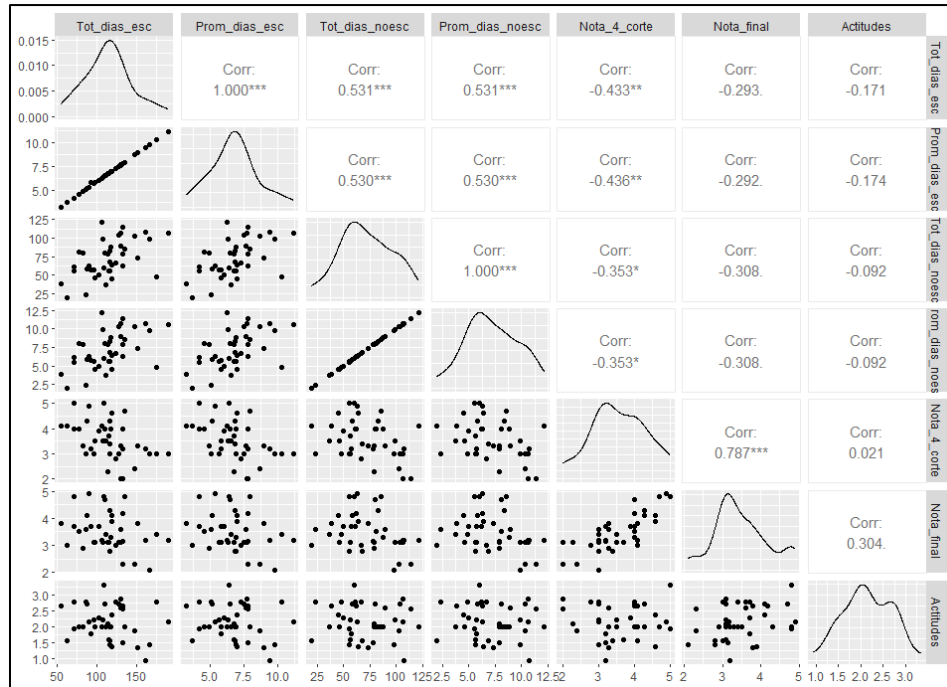 Tot_dias_esc Prom_dias_esc Tot_dias_noesc Prom_dias_noesc Nota_4_corte Nota_final Actitudes
0.015
0.010
0.005
0.000
Corr: Corr: Corr: Corr: Corr: Corr:
1.000*** 0.531*** 0.531*** -0.433** -0.293. -0.171
Tot_dias_esc
10.0
7.5
5.0
Corr: Corr: Corr: Corr: Corr:
0.530*** 0.530*** -0.436** -0.292. -0.174
Prom_dias_esc
125
100
75
50
25
Corr: Corr: Corr: Corr:
1.000*** -0.353* -0.308. -0.092
Tot_dias_noesc
12.5
10.0
7.5
5.0
2.5
Corr: Corr: Corr:
-0.353* -0.308. -0.092
rom_dias_noes
5
4
3
2
Corr: Corr:
0.787*** 0.021
Nota_4_corte
5
4
3
2
Corr:
0.304.
Nota_final
3.0
2.5
2.0
1.5
1.0
Actitudes
50 100 150 5.0 7.5 10.0 25 50 75 100 125 2.5 5.0 7.5 10.0 12.5 2 3 4 5 2 3 4 5 1.0 1.5 2.0 2.5 3.0